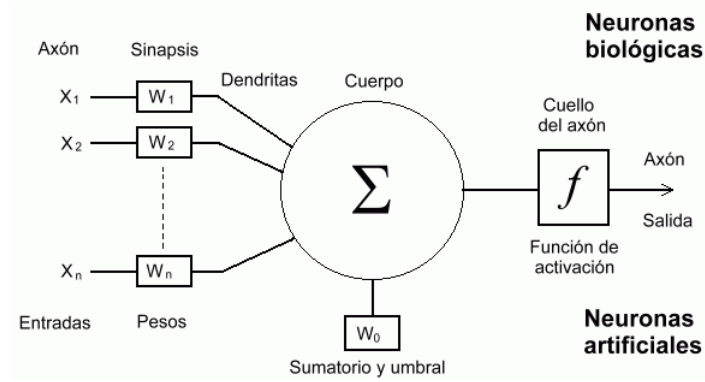 Neuronas
biológicas
Axón
Sinapsis
Dendritas
Cuerpo
Cuello
del axón
X1
W1
X2
W2
Σ
f
Axón
Salida
Xn
Wn
Función de
activación
Entradas
Pesos
W0
Sumatorio y umbral
Neuronas
artificiales